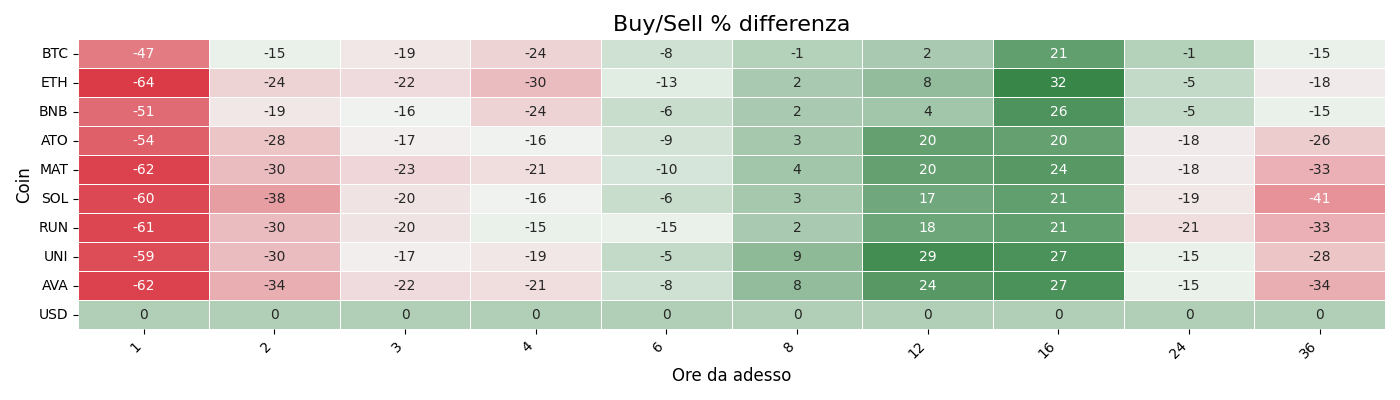 Buy/Sell % differenza
Coin
BTC -47 -15 -19 -24 -8 -1 2 21 -1 -15
ETH -64 -24 -22 -30 -13 2 8 32 -5 -18
BNB -51 -19 -16 -24 -6 2 4 26 -5 -15
ATO -54 -28 -17 -16 -9 3 20 20 -18 -26
MAT -62 -30 -23 -21 -10 4 20 24 -18 -33
SOL -60 -38 -20 -16 -6 3 17 21 -19 -41
RUN -61 -30 -20 -15 -15 2 18 21 -21 -33
UNI -59 -30 -17 -19 -5 9 29 27 -15 -28
AVA -62 -34 -22 -21 -8 8 24 27 -15 -34
USD 0 0 0 0 0 0 0 0 0 0
1 2 3 4 6 8 12 16 24 36
Ore da adesso